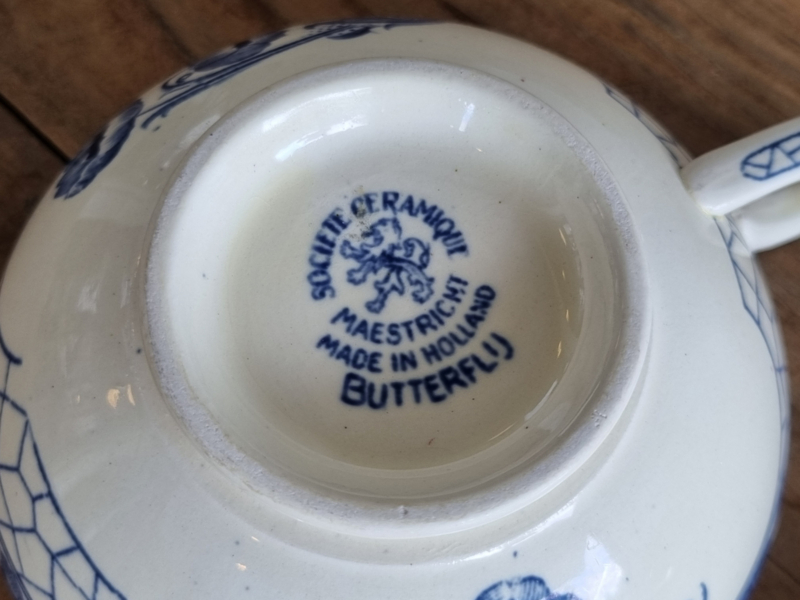 SOCIETE CERAMIQUE
MAESTRICHT
MADE IN HOLLAND
BUTTERFLIJ